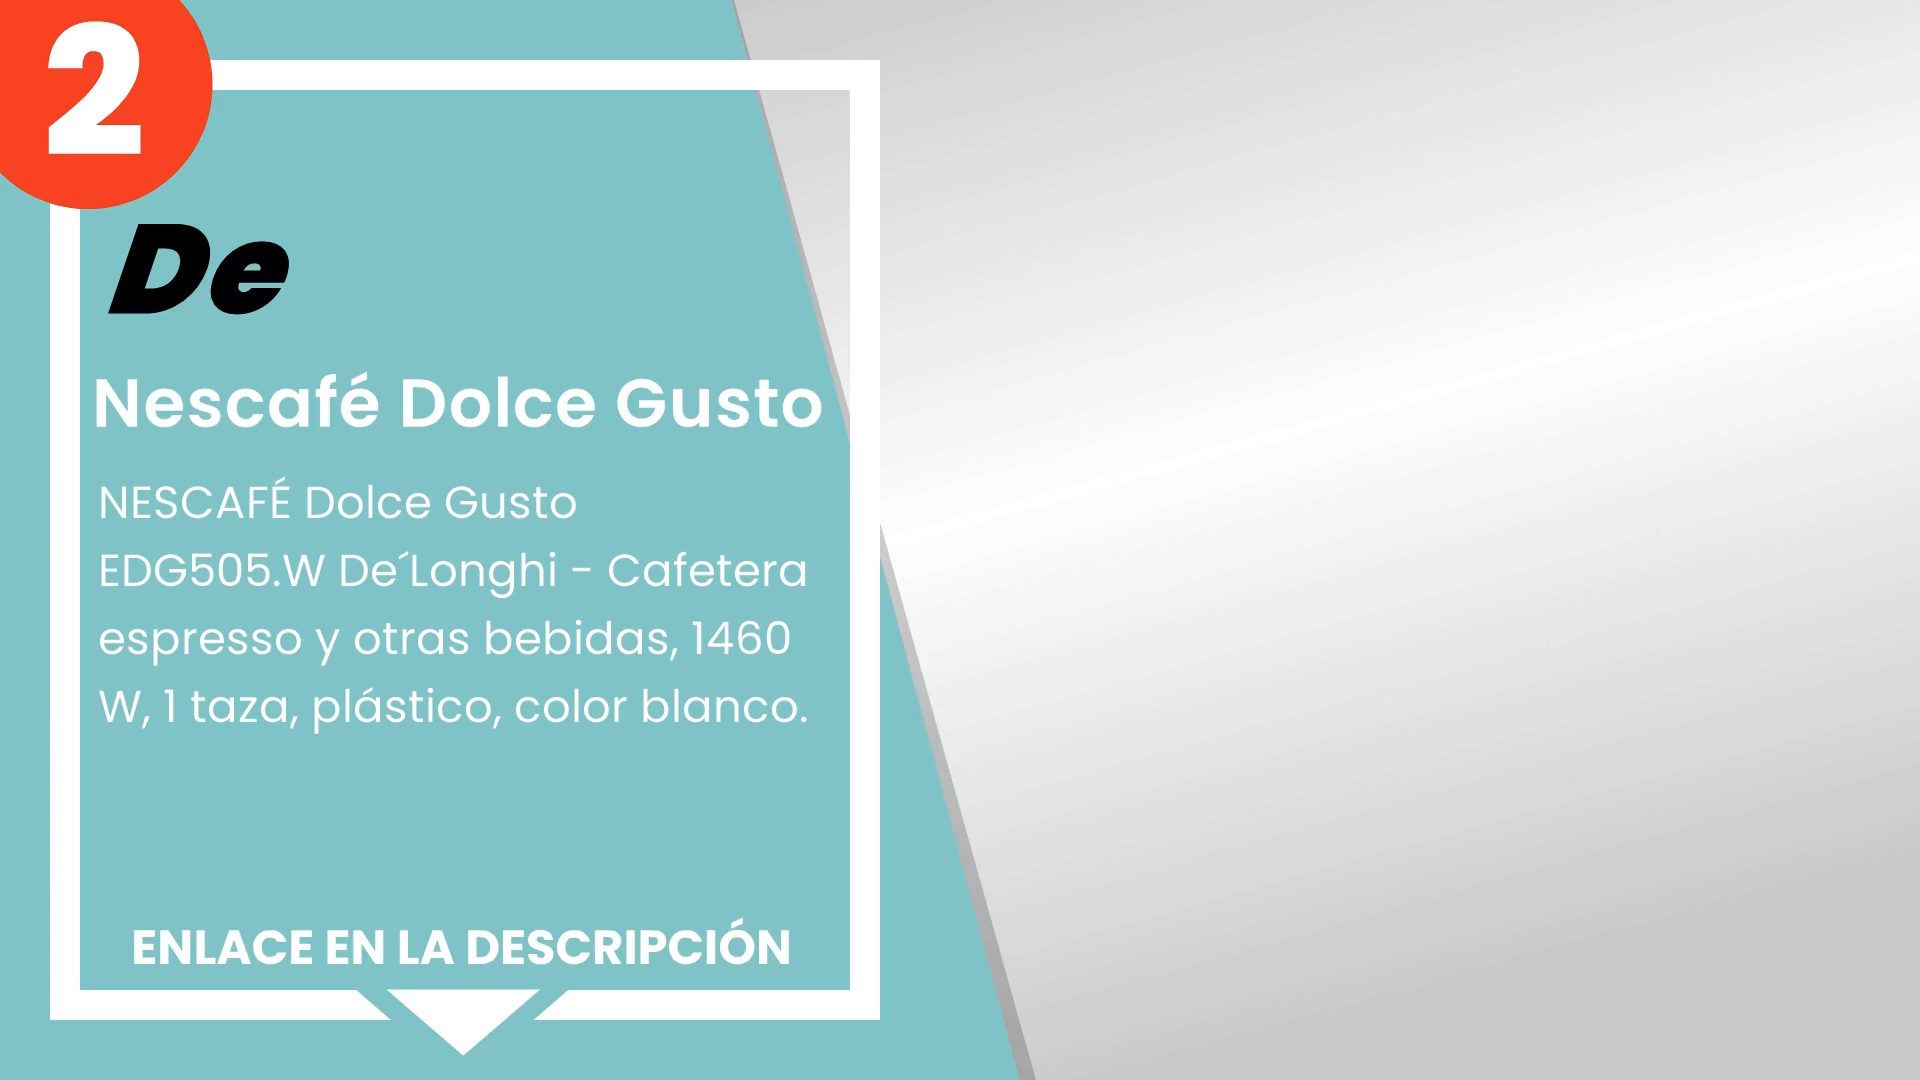 2
De
Nescafé Dolce Gusto
NESCAFÉ Dolce Gusto
EDG505.W De´Longhi - Cafetera
espresso y otras bebidas, 1460
W, 1 taza, plástico, color blanco.
ENLACE EN LA DESCRIPCIÓN